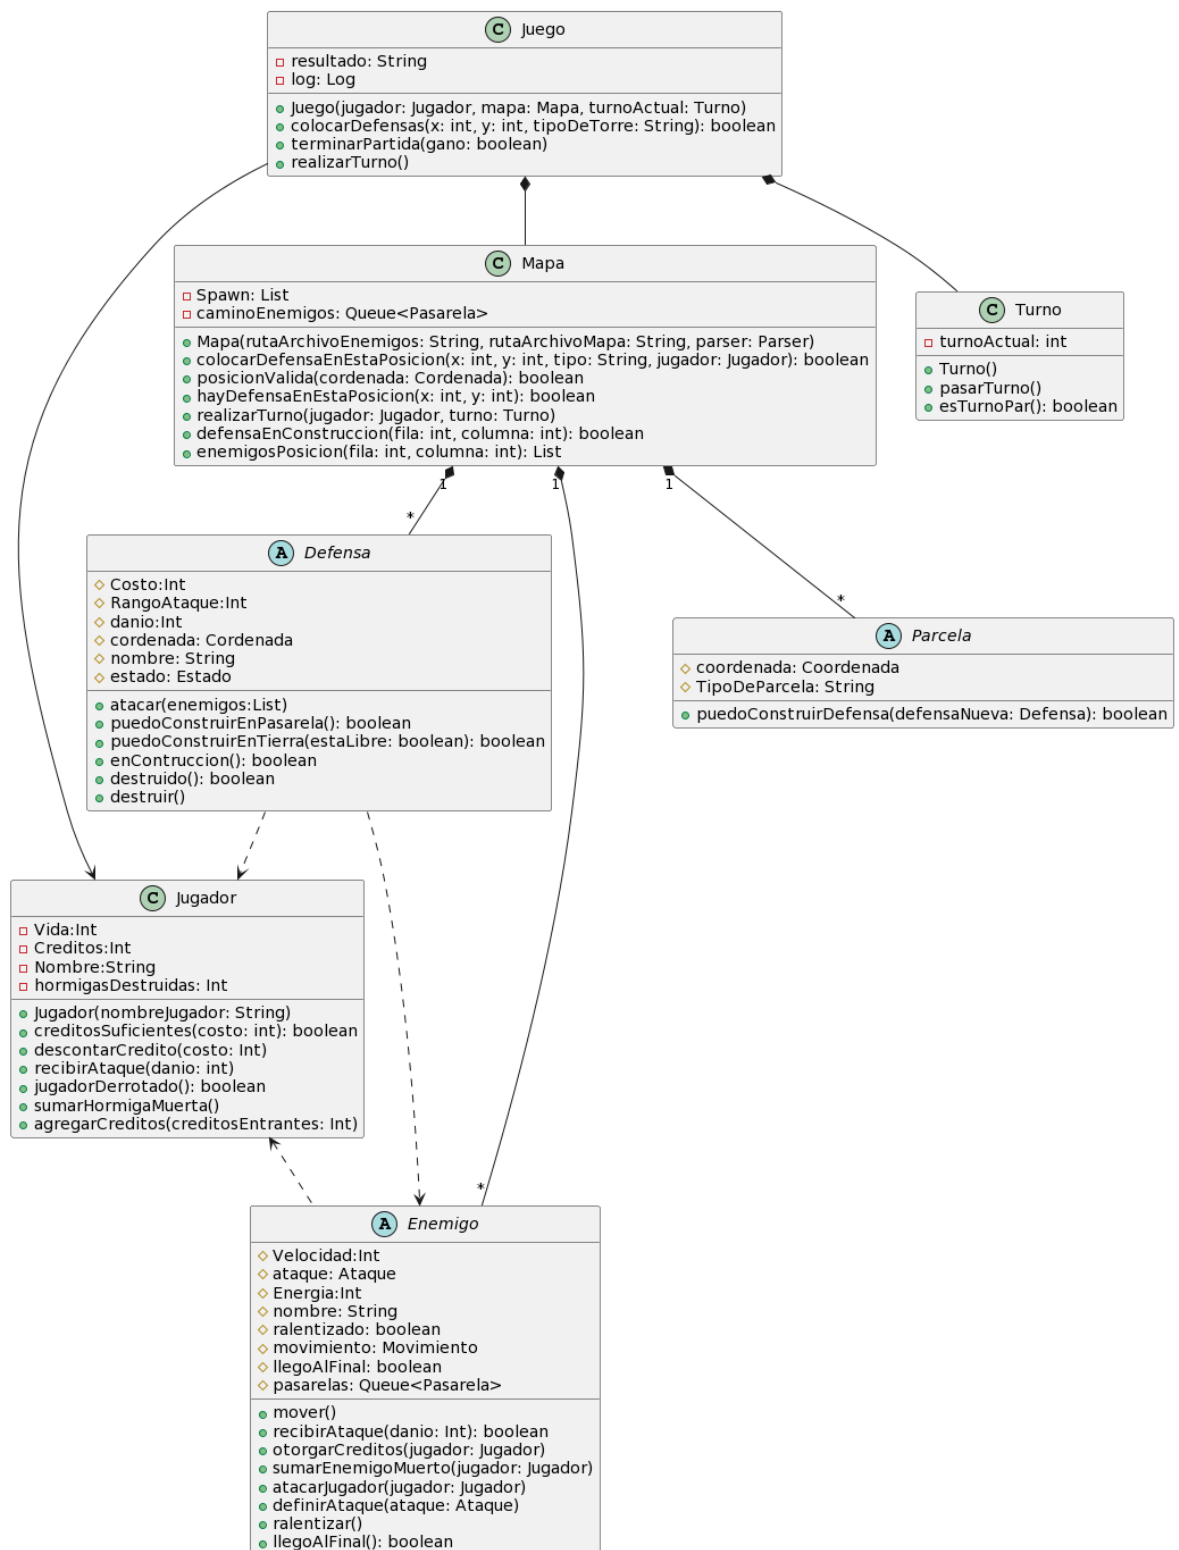 C Juego
resultado: String
log: Log
Juego(jugador: Jugador, mapa: Mapa, turnoActual: Turno)
colocarDefensas(x: int, y: int, tipoDeTorre: String): boolean
terminarPartida(gano: boolean)
realizarTurno()
C Mapa
Spawn: List
caminoEnemigos: Queue<Pasarela>
Mapa(rutaArchivoEnemigos: String, rutaArchivoMapa: String, parser: Parser)
colocarDefensaEnEstaPosicion(x: int, y: int, tipo: String, jugador: Jugador): boolean
posicionValida(cordenada: Cordenada): boolean
hayDefensaEnEstaPosicion(x: int, y: int): boolean
realizarTurno(jugador: Jugador, turno: Turno)
defensaEnConstruccion(fila: int, columna: int): boolean
enemigosPosicion(fila: int, columna: int): List
C Turno
turnoActual: int
Turno()
pasarTurno()
esTurnoPar(): boolean
1
1
1
*
*
A Defensa
Costo:Int
RangoAtaque:Int
danio:Int
cordenada: Cordenada
nombre: String
estado: Estado
atacar(enemigos:List)
puedoConstruirEnPasarela(): boolean
puedoConstruirEnTierra(estaLibre: boolean): boolean
enContruccion(): boolean
destruido(): boolean
destruir()
A Parcela
coordenada: Coordenada
TipoDeParcela: String
puedoConstruirDefensa(defensaNueva: Defensa): boolean
C Jugador
Vida:Int
Creditos:Int
Nombre:String
hormigasDestruidas: Int
Jugador(nombreJugador: String)
creditosSuficientes(costo: int): boolean
descontarCredito(costo: Int)
recibirAtaque(danio: int)
jugadorDerrotado(): boolean
sumarHormigaMuerta()
agregarCreditos(creditosEntrantes: Int)
*
A Enemigo
Velocidad:Int
ataque: Ataque
Energia:Int
nombre: String
ralentizado: boolean
movimiento: Movimiento
llegoAlFinal: boolean
pasarelas: Queue<Pasarela>
mover()
recibirAtaque(danio: Int): boolean
otorgarCreditos(jugador: Jugador)
sumarEnemigoMuerto(jugador: Jugador)
atacarJugador(jugador: Jugador)
definirAtaque(ataque: Ataque)
ralentizar()
llegoAlFinal(): boolean